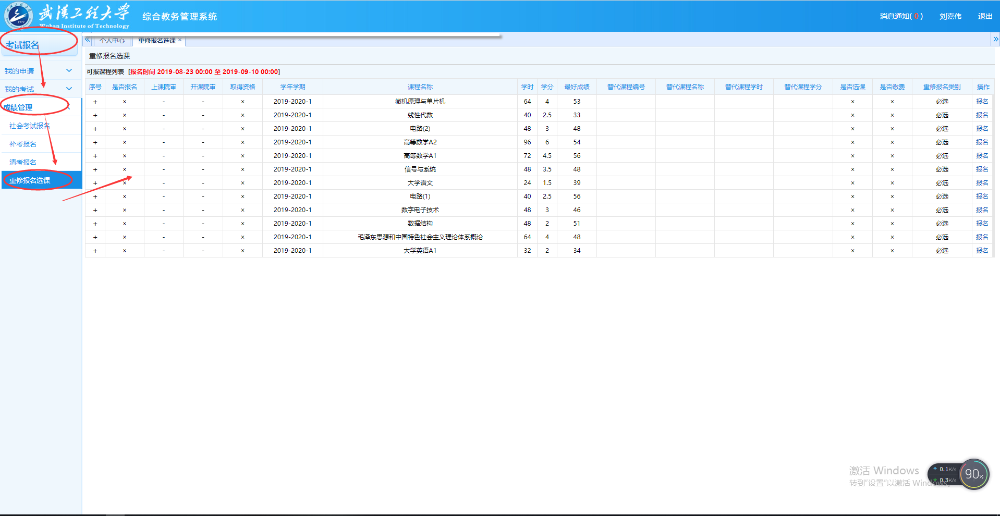 武汉工程大学
Wuhan Institute of Technology
1972
综合教务管理系统
消息通知( 0 ) 刘嘉伟 退出
考试报名
我的申请
我的考试
成绩管理
社会考试报名
补考报名
清考报名
重修报名选课
个人中心 重修报名选课 ×
重修报名选课
可报课程列表 [报名时间 2019-08-23 00:00 至 2019-09-10 00:00]
序号 是否报名 上课院审 开课院审 取得资格 学年学期 课程名称 学时 学分 最好成绩 替代课程编号 替代课程名称 替代课程学时 替代课程学分 是否选课 是否缴费 重修报名类别 操作
+ × - - × 2019-2020-1 微机原理与单片机 64 4 53 × × 必选 报名
+ × - - × 2019-2020-1 线性代数 40 2.5 33 × × 必选 报名
+ × - - × 2019-2020-1 电路(2) 48 3 48 × × 必选 报名
+ × - - × 2019-2020-1 高等数学A2 96 6 54 × × 必选 报名
+ × - - × 2019-2020-1 高等数学A1 72 4.5 56 × × 必选 报名
+ × - - × 2019-2020-1 信号与系统 48 3.5 48 × × 必选 报名
+ × - - × 2019-2020-1 大学语文 24 1.5 39 × × 必选 报名
+ × - - × 2019-2020-1 电路(1) 40 2.5 56 × × 必选 报名
+ × - - × 2019-2020-1 数字电子技术 48 3 46 × × 必选 报名
+ × - - × 2019-2020-1 数据结构 48 2 51 × × 必选 报名
+ × - - × 2019-2020-1 毛泽东思想和中国特色社会主义理论体系概论 64 4 48 × × 必选 报名
+ × - - × 2019-2020-1 大学英语A1 32 2 34 × × 必选 报名
激活 Windows
转到“设置”以激活 Windows。
0.1K/s
0.3K/s
90%